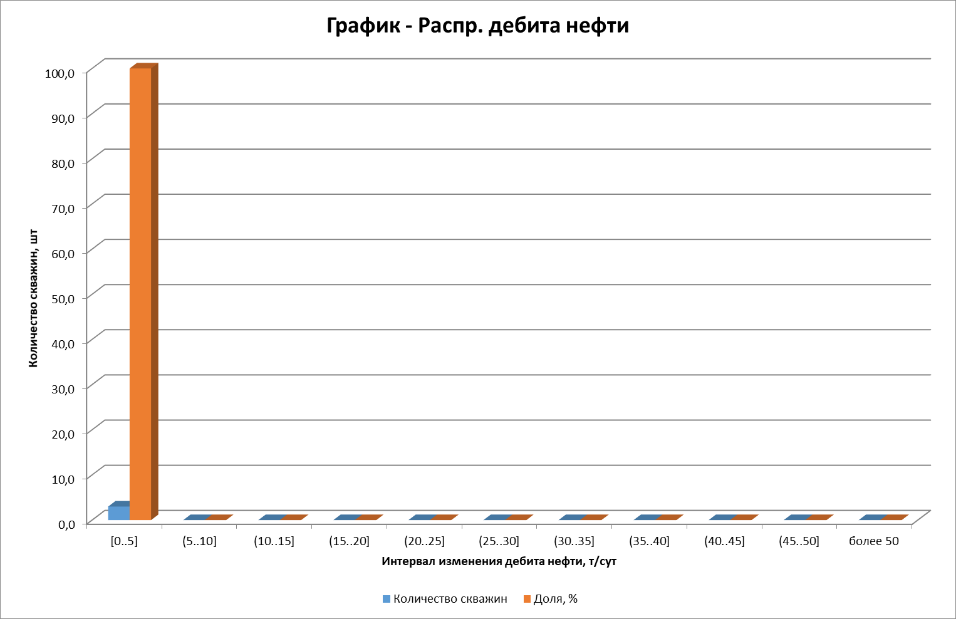 График - Распр. дебита нефти
100,0
90,0
80,0
70,0
60,0
50,0
40,0
30,0
20,0
10,0
0,0
Количество скважин, шт
[0..5] (5..10] (10..15] (15..20] (20..25] (25..30] (30..35] (35..40] (40..45] (45..50] более 50
Интервал изменения дебита нефти, т/сут
Количество скважин Доля, %